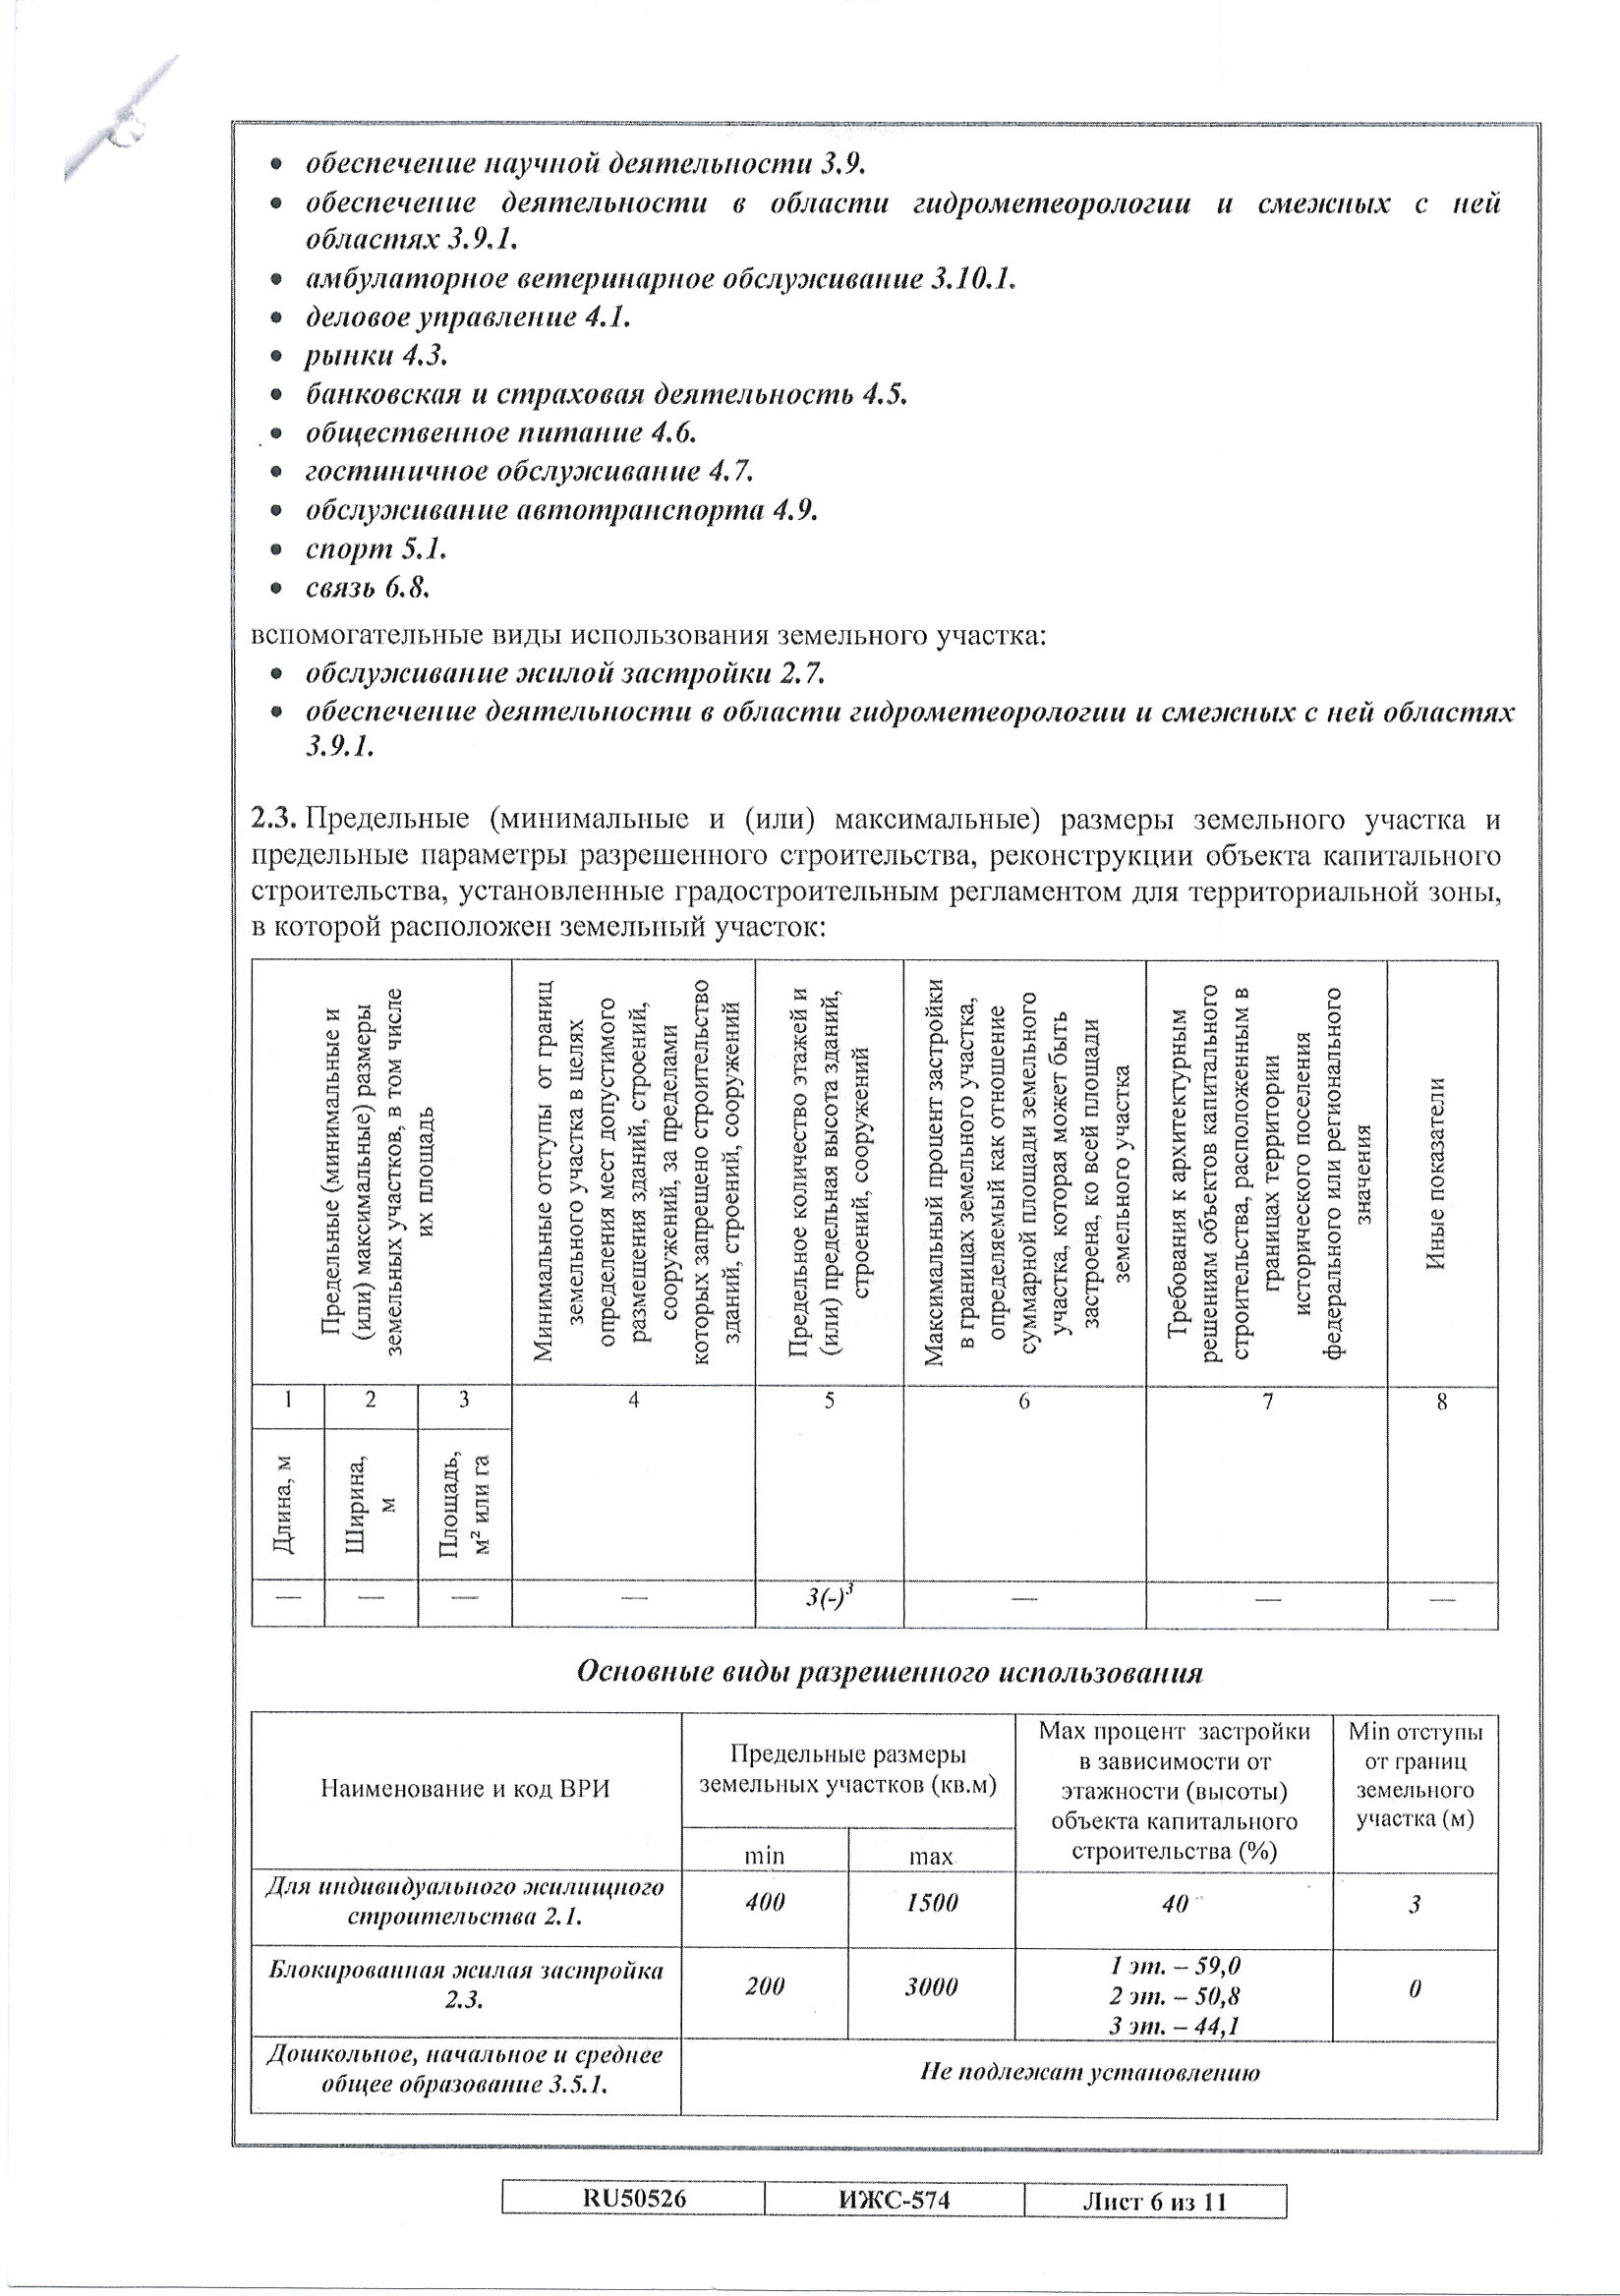 • обеспечение научной деятельности 3.9.
• обеспечение деятельности в области гидрометеорологии и смежных с ней
областях 3.9.1.
• амбулаторное ветеринарное обслуживание 3.10.1.
• деловое управление 4.1.
• рынки 4.3.
• банковская и страховая деятельность 4.5.
• общественное питание 4.6.
• гостиничное обслуживание 4.7.
• обслуживание автотранспорта 4.9.
• спорт 5.1.
• связь 6.8.
вспомогательные виды использования земельного участка:
• обслуживание жилой застройки 2.7.
• обеспечение деятельности в области гидрометеорологии и смежных с ней областях
3.9.1.
2.3. Предельные (минимальные и (или) максимальные) размеры земельного участка и
предельные параметры разрешенного строительства, реконструкции объекта капитального
строительства, установленные градостроительным регламентом для территориальной зоны,
в которой расположен земельный участок:
Предельные (минимальные и
(или) максимальные) размеры
земельных участков, в том числе
их площадь
Минимальные отступы от границ
земельного участка в целях
определения мест допустимого
размещения зданий, строений,
сооружений, за пределами
которых запрещено строительство
зданий, строений, сооружений
Предельное количество этажей и
(или) предельная высота зданий,
строений, сооружений
Максимальный процент застройки
в границах земельного участка,
определяемый как отношение
суммарной площади земельного
участка, которая может быть
застроена, ко всей площади
земельного участка
Требования к архитектурным
решениям объектов капитального
строительства, расположенным в
границах территории
исторического поселения
федерального или регионального
значения
Иные показатели
1 2 3 4 5 6 7 8
Длина, м
Ширина,
м
Площадь,
м² или га
— — — — 3(-)³ — — —
Основные виды разрешенного использования
Наименование и код ВРИ
Предельные размеры
земельных участков (кв.м)
min max
Max процент застройки
в зависимости от
этажности (высоты)
объекта капитального
строительства (%)
Min отступы
от границ
земельного
участка (м)
Для индивидуального жилищного
строительства 2.1.
400 1500 40 3
Блокированная жилая застройка
2.3.
200 3000
1 эт. – 59,0
2 эт. – 50,8
3 эт. – 44,1
0
Дошкольное, начальное и среднее
общее образование 3.5.1.
Не подлежат установлению
RU50526 ИЖС-574 Лист 6 из 11